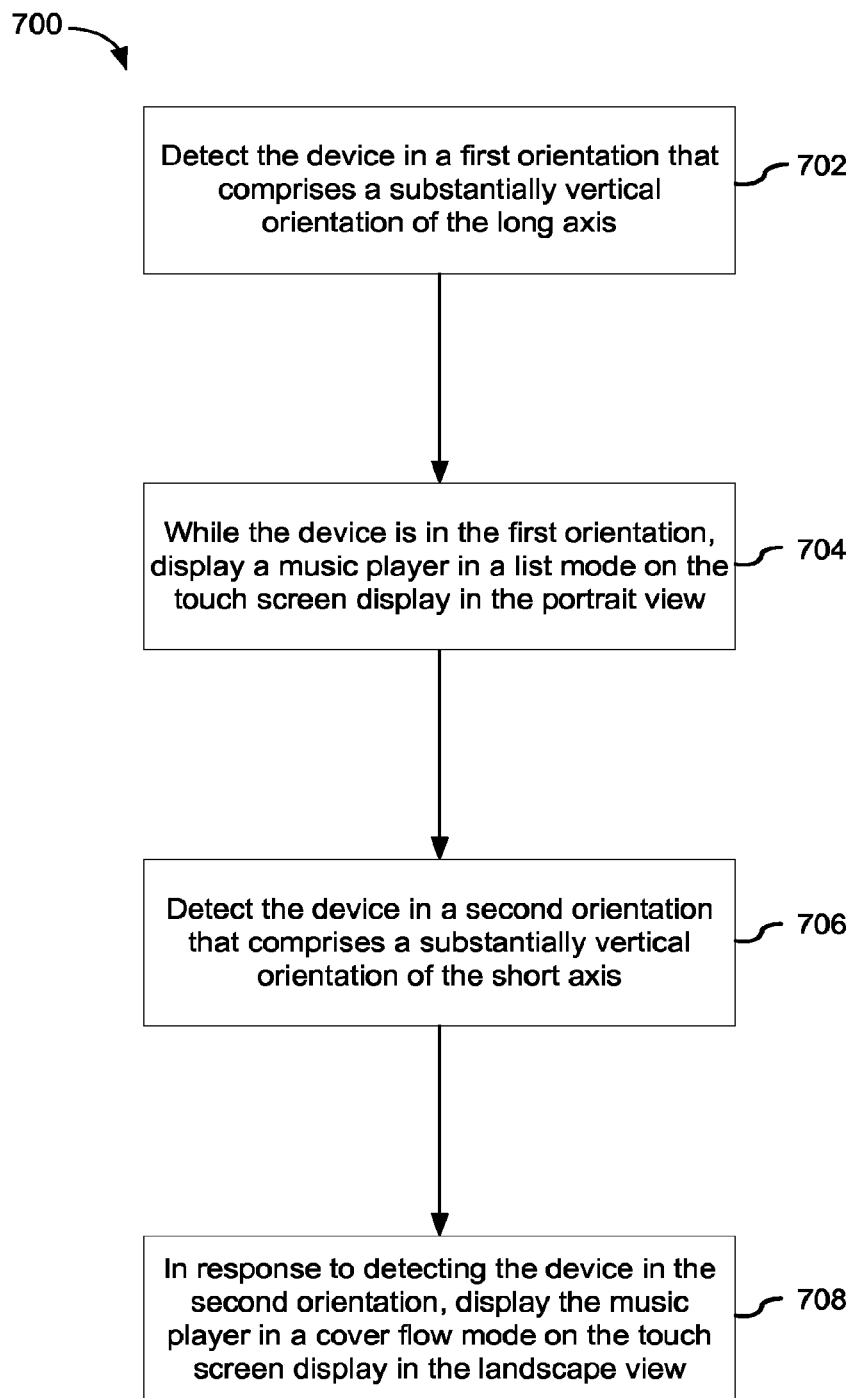 700
Detect the device in a first orientation that
comprises a substantially vertical
orientation of the long axis
702
While the device is in the first orientation,
display a music player in a list mode on the
touch screen display in the portrait view
704
Detect the device in a second orientation
that comprises a substantially vertical
orientation of the short axis
706
In response to detecting the device in the
second orientation, display the music
player in a cover flow mode on the touch
screen display in the landscape view
708